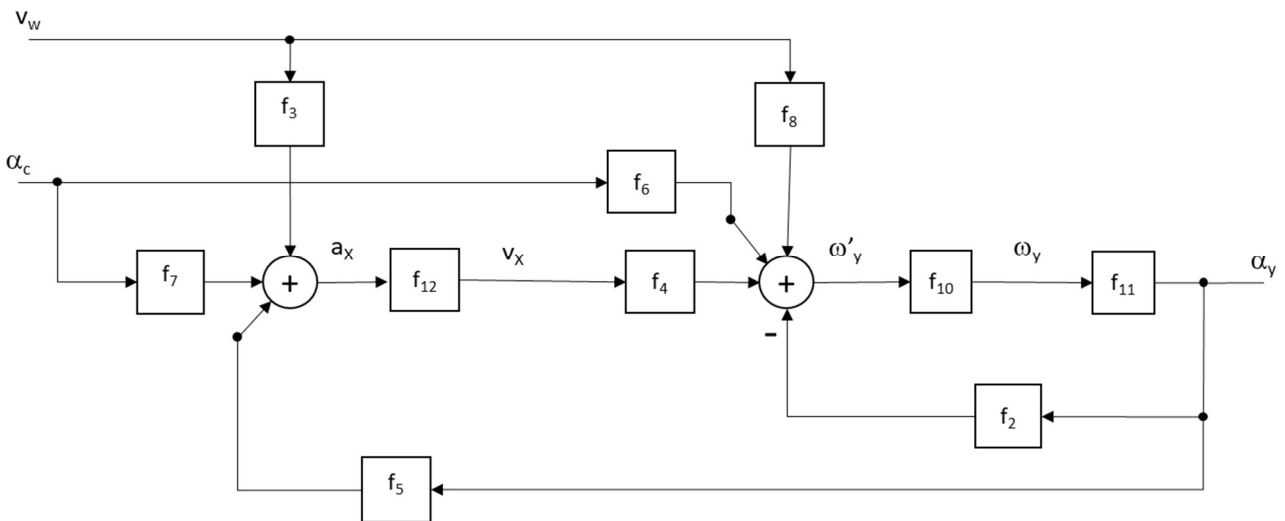 v_w
f_3
f_8
α_c
f_6
a_x
v_x
ω'_y
ω_y
α_y
f_7
+
f_12
f_4
+
f_10
f_11
-
f_2
f_5